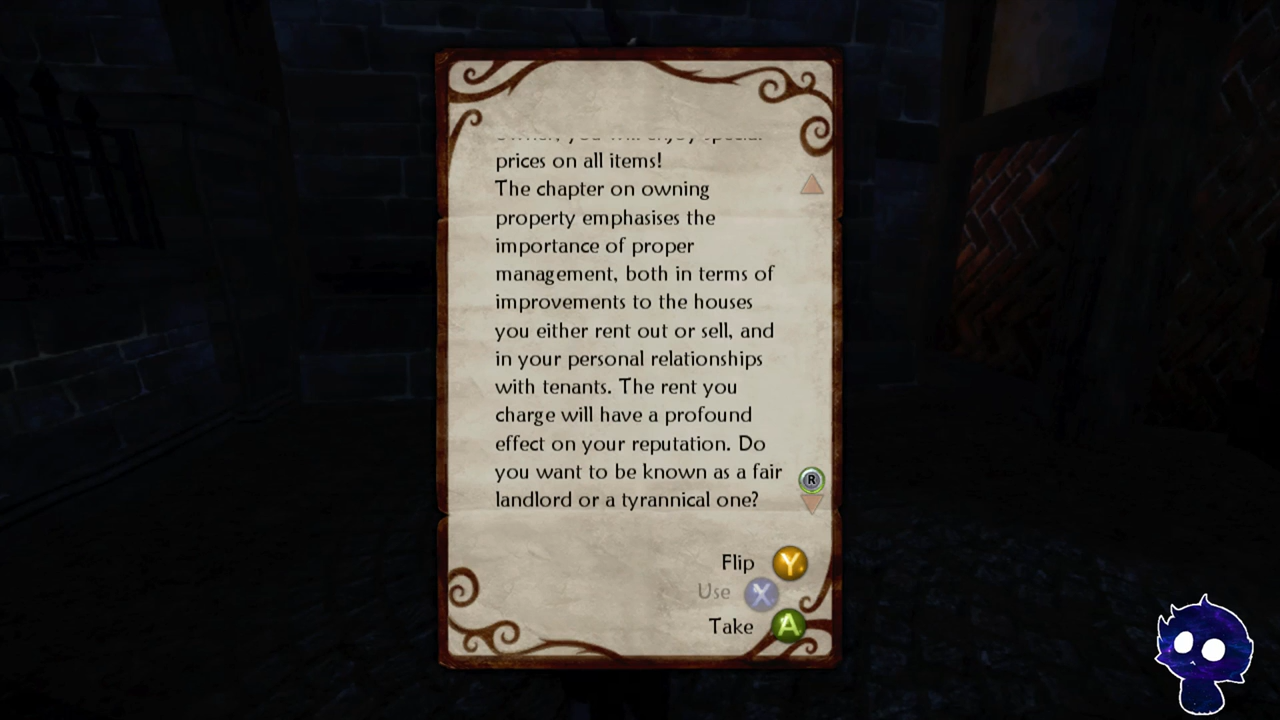 prices on all items!
The chapter on owning
property emphasises the
importance of proper
management, both in terms of
improvements to the houses
you either rent out or sell, and
in your personal relationships
with tenants. The rent you
charge will have a profound
effect on your reputation. Do
you want to be known as a fair
landlord or a tyrannical one?
R
Flip Y
Use X
Take A